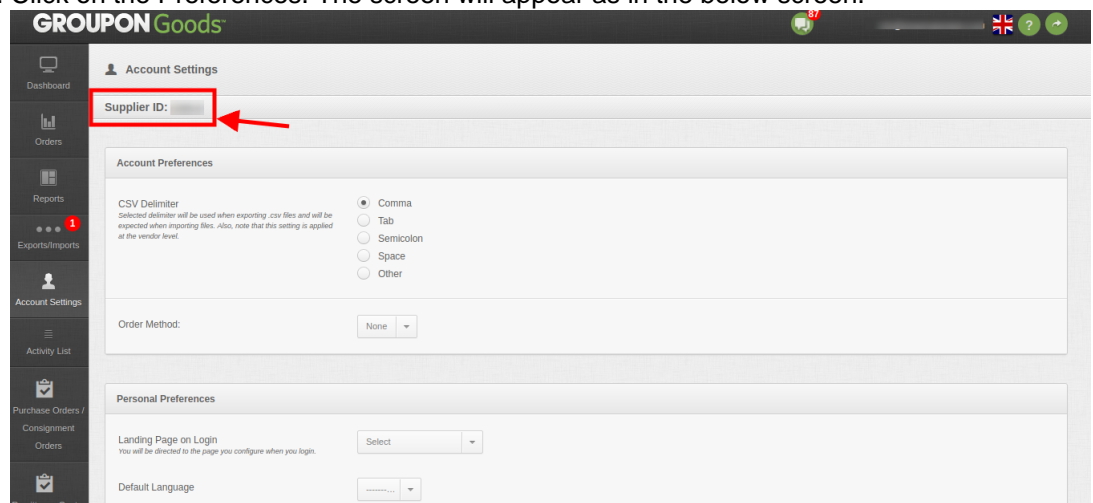 Click on the Preferences. The screen will appear as in the below screen.
GROUPON Goods
87
?
Dashboard
Account Settings
Supplier ID:
Orders
Account Preferences
Reports
CSV Delimiter
Selected delimiter will be used when exporting .csv files and will be
expected when importing files. Also, note that this setting is applied
at the vendor level.
Comma
Tab
Semicolon
Space
Other
1
Exports/Imports
Account Settings
Order Method:
None
Activity List
Personal Preferences
Purchase Orders /
Consignment
Orders
Landing Page on Login
You will be directed to the page you configure when you login.
Select
Default Language
-------...